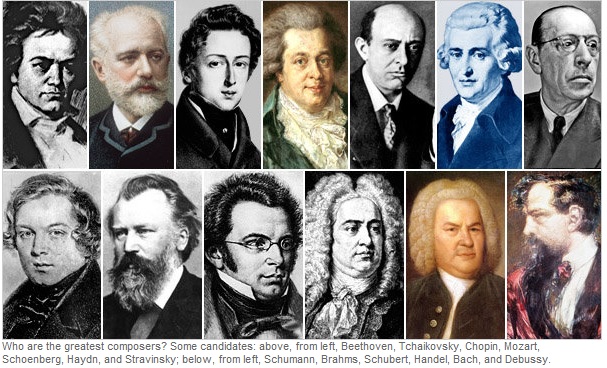 Who are the greatest composers? Some candidates: above, from left, Beethoven, Tchaikovsky, Chopin, Mozart,
Schoenberg, Haydn, and Stravinsky; below, from left, Schumann, Brahms, Schubert, Handel, Bach, and Debussy.